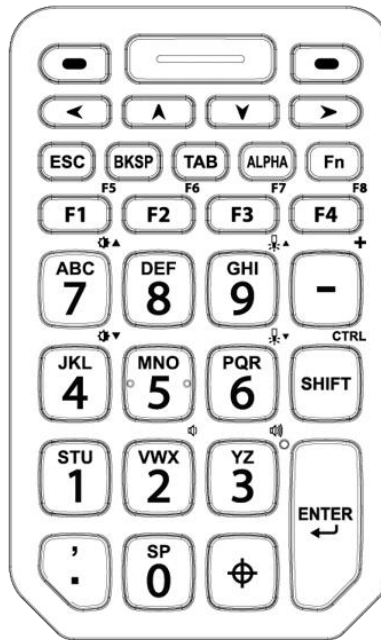 ESC BKSP TAB ALPHA Fn
F5 F6 F7 F8
F1 F2 F3 F4
+
ABC DEF GHI
7 8 9 -
CTRL
JKL MNO PQR
4 5 6 SHIFT
STU VWX YZ
1 2 3
ENTER
' SP
. 0